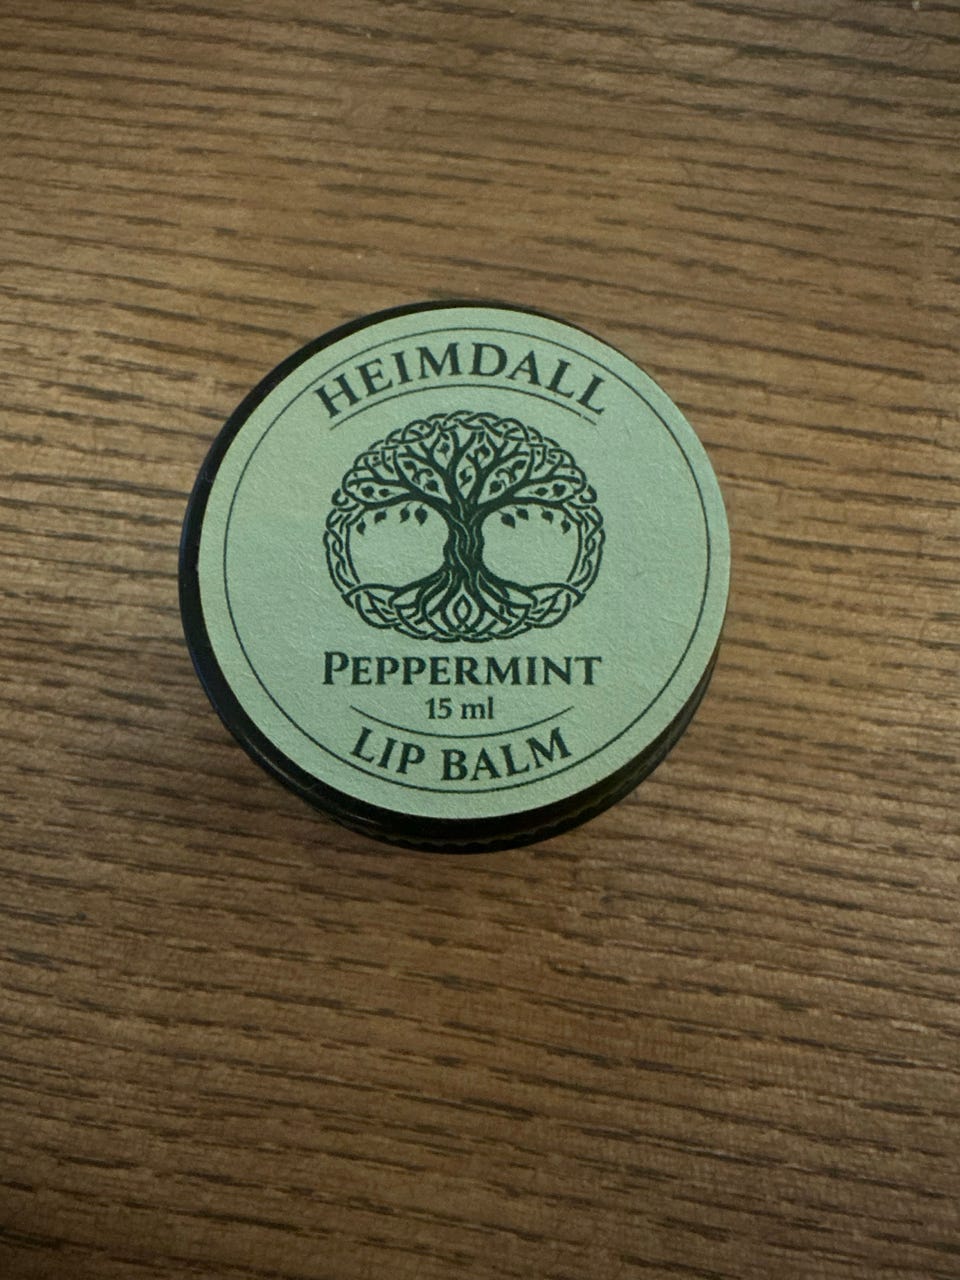 HEIMDALL
PEPPERMINT
15 ml
LIP BALM